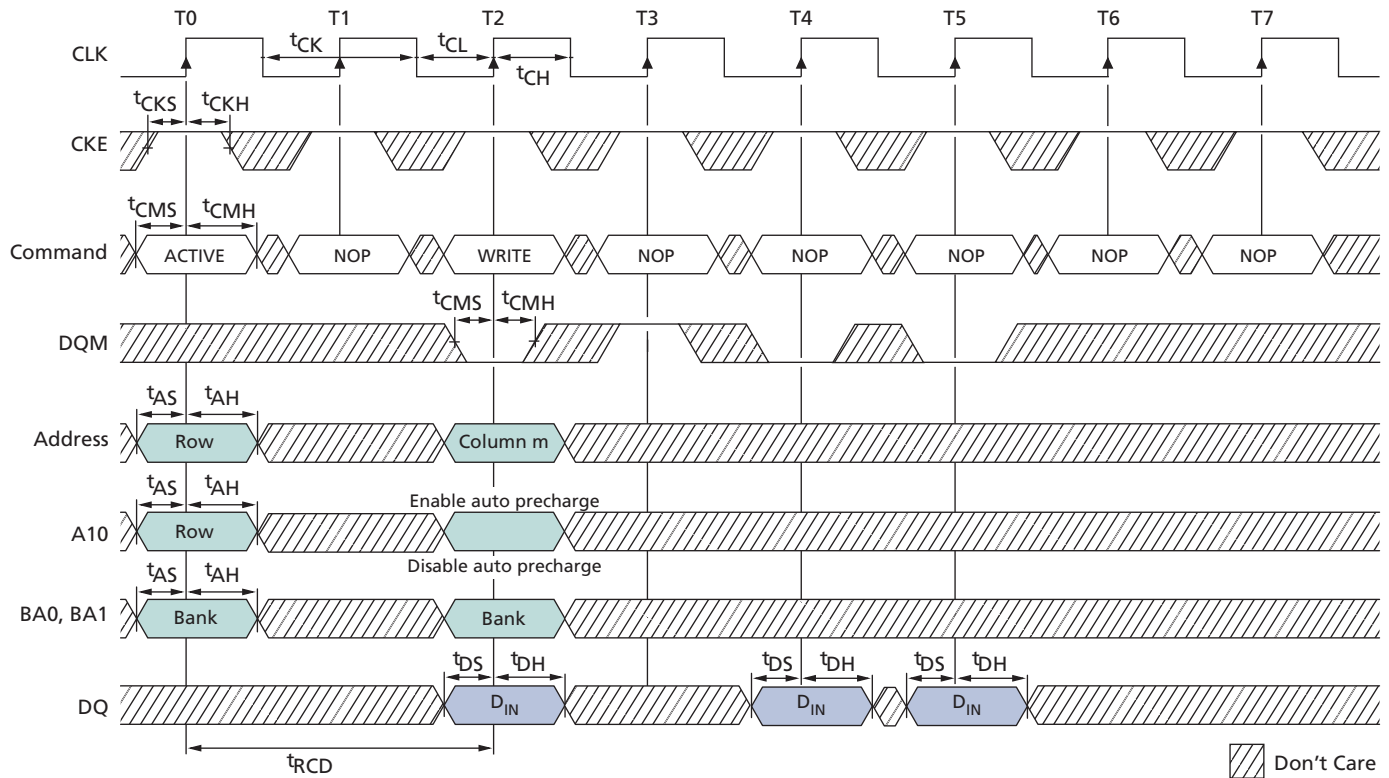 T0 T1 T2 T3 T4 T5 T6 T7
CLK
tCK tCL
tCH
tCKS tCKH
CKE
tCMS tCMH
Command ACTIVE NOP WRITE NOP NOP NOP NOP NOP
tCMS tCMH
DQM
tAS tAH
Address Row Column m
tAS tAH
Enable auto precharge
A10 Row
Disable auto precharge
tAS tAH
BA0, BA1 Bank Bank
tDS tDH tDS tDH tDS tDH
DQ DIN DIN DIN
tRCD
Don't Care